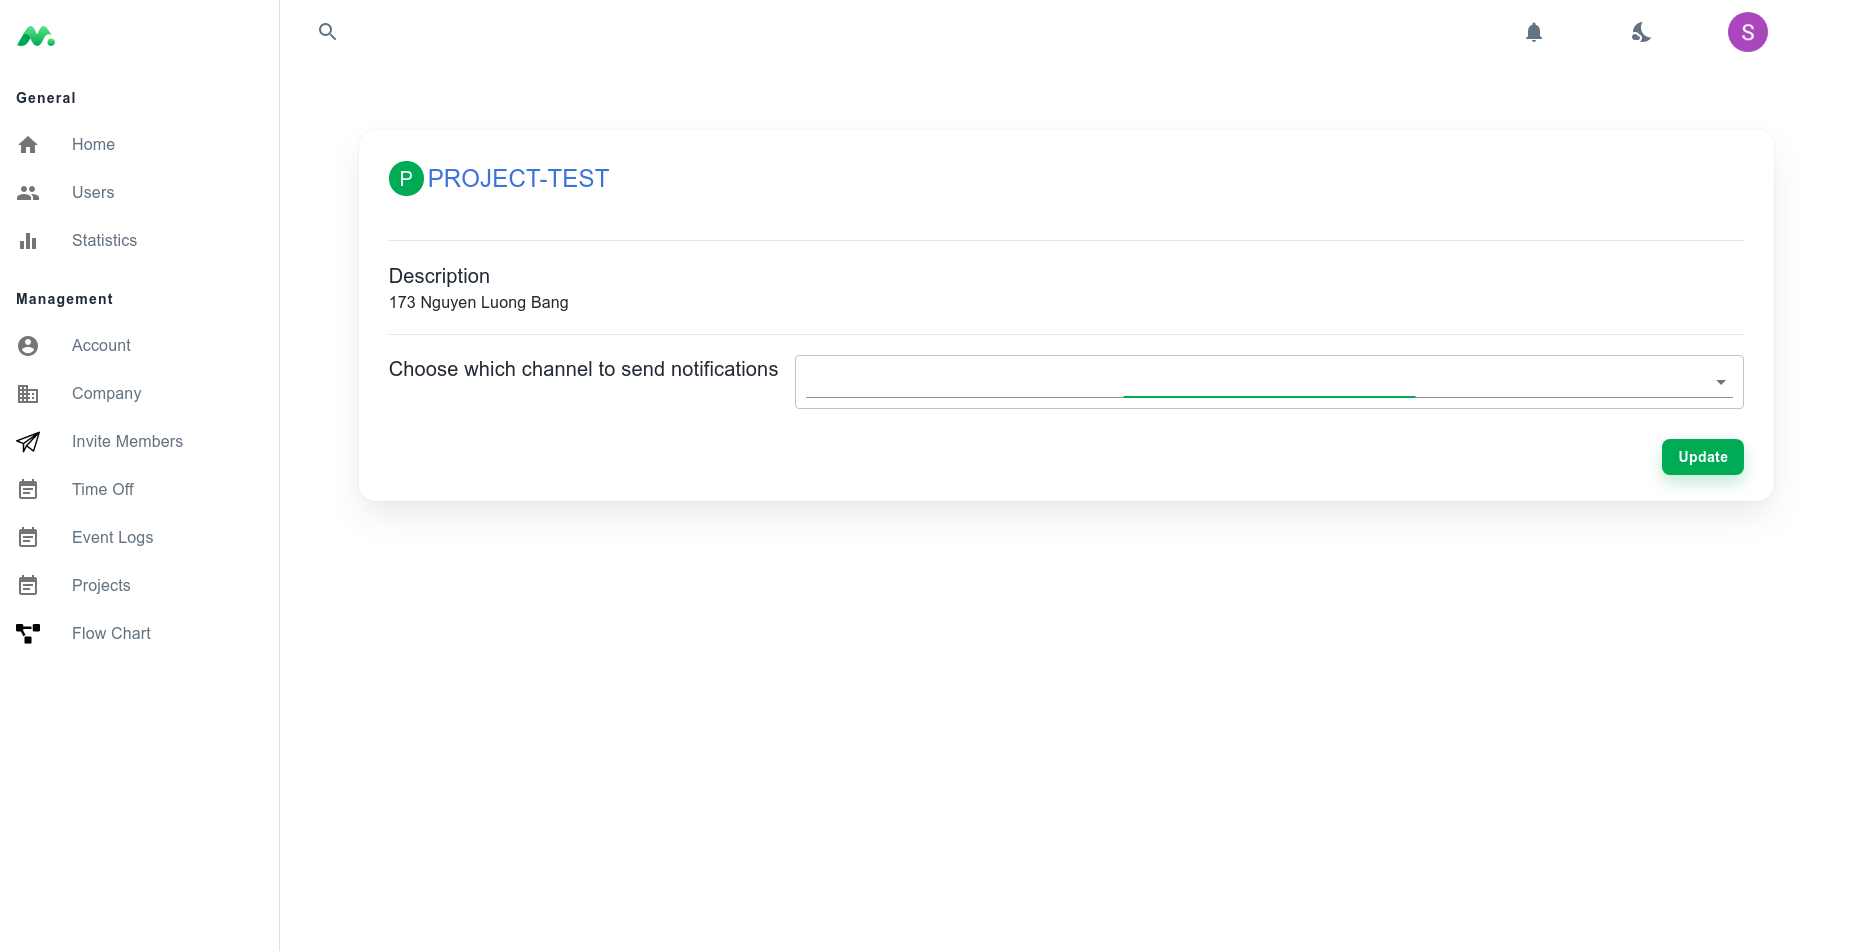 S
General
Home
Users
Statistics
Management
Account
Company
Invite Members
Time Off
Event Logs
Projects
Flow Chart
P PROJECT-TEST
Description
173 Nguyen Luong Bang
Choose which channel to send notifications
Update